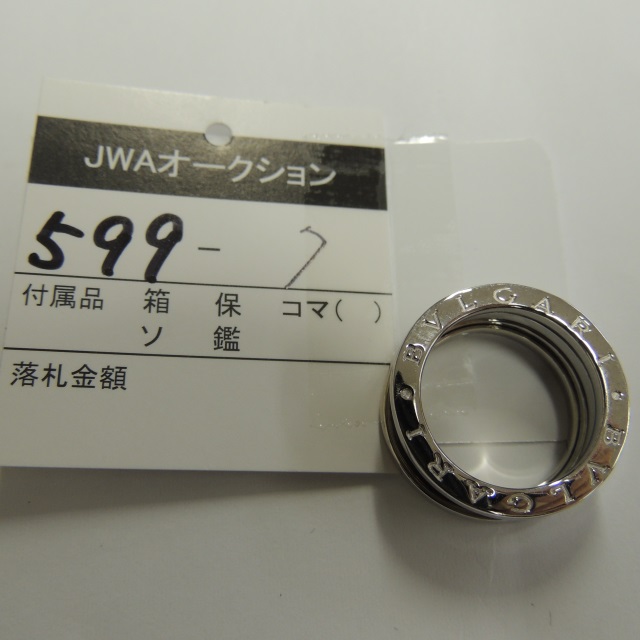 JWAオークション
599-7
付属品 箱 保 コマ( )
ソ 鑑
落札金額
BVLGARI • BVLGARI •